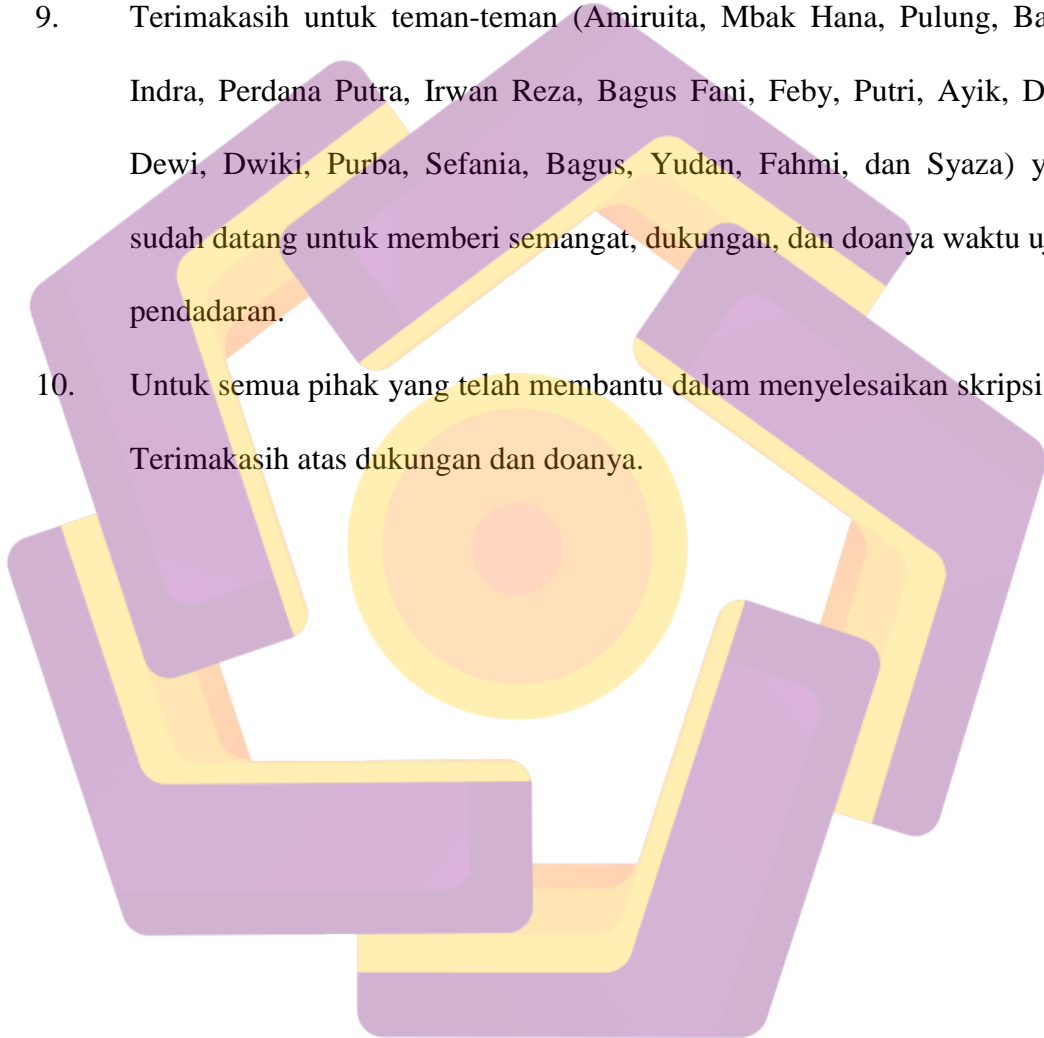 9. Terimakasih untuk teman-teman (Amiruita, Mbak Hana, Pulung,
Indra, Perdana Putra, Irwan Reza, Bagus Fani, Feby, Putri, Ayik,
Dewi, Dwiki, Purba, Sefania, Bagus, Yudan, Fahmi, dan Syaza)
sudah datang untuk memberi semangat, dukungan, dan doanya waktu
pendadaran.
10. Untuk semua pihak yang telah membantu dalam menyelesaikan skripsi
Terimakasih atas dukungan dan doanya.